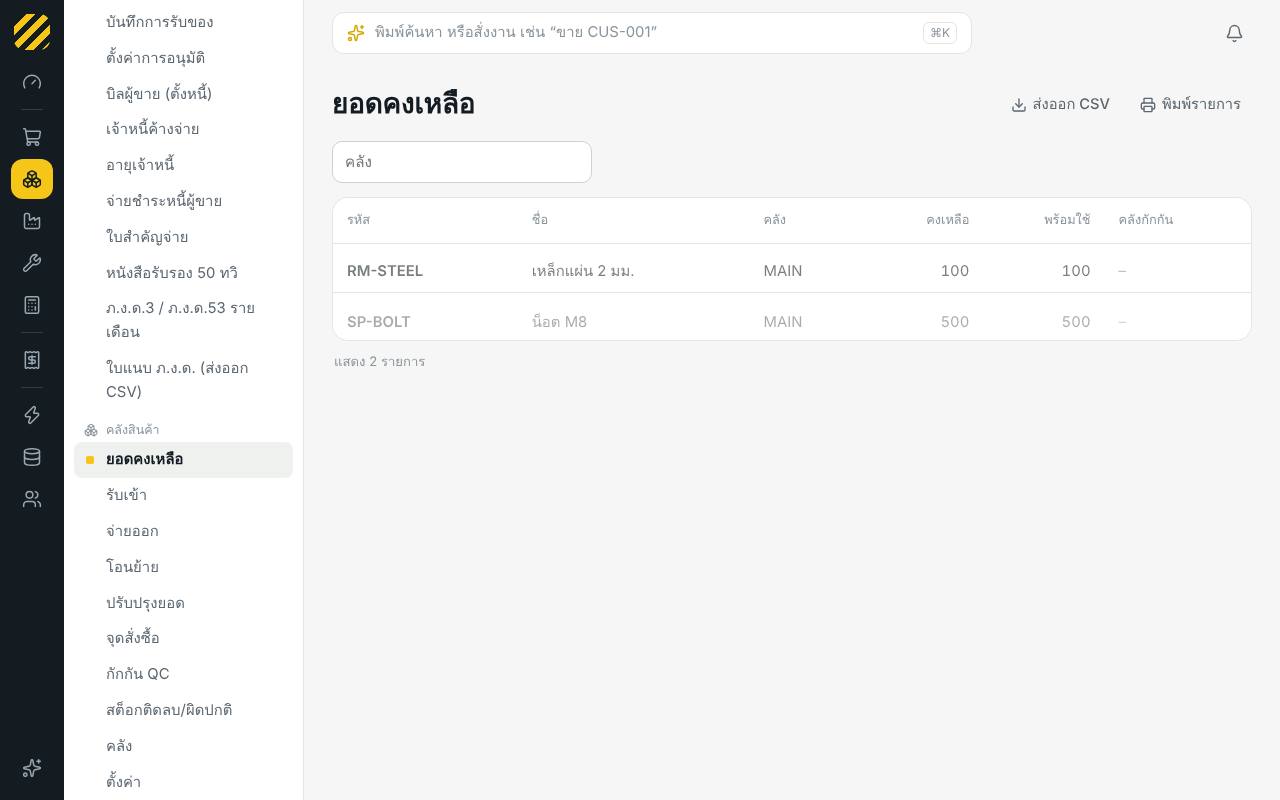 บันทึกการรับของ
ตั้งค่าการอนุมัติ
บิลผู้ขาย (ตั้งหนี้)
เจ้าหนี้ค้างจ่าย
อายุเจ้าหนี้
จ่ายชำระหนี้ผู้ขาย
ใบสำคัญจ่าย
หนังสือรับรอง 50 ทวิ
ภ.ง.ด.3 / ภ.ง.ด.53 ราย
เดือน
ใบแนบ ภ.ง.ด. (ส่งออก
CSV)
คลังสินค้า
ยอดคงเหลือ
รับเข้า
จ่ายออก
โอนย้าย
ปรับปรุงยอด
จุดสั่งซื้อ
กักกัน QC
สต็อกติดลบ/ผิดปกติ
คลัง
ตั้งค่า
พิมพ์ค้นหา หรือสั่งงาน เช่น “ขาย CUS-001” ⌘K
ยอดคงเหลือ ส่งออก CSV พิมพ์รายการ
คลัง
รหัส ชื่อ คลัง คงเหลือ พร้อมใช้ คลังกักกัน
RM-STEEL เหล็กแผ่น 2 มม. MAIN 100 100 –
SP-BOLT น็อต M8 MAIN 500 500 –
แสดง 2 รายการ